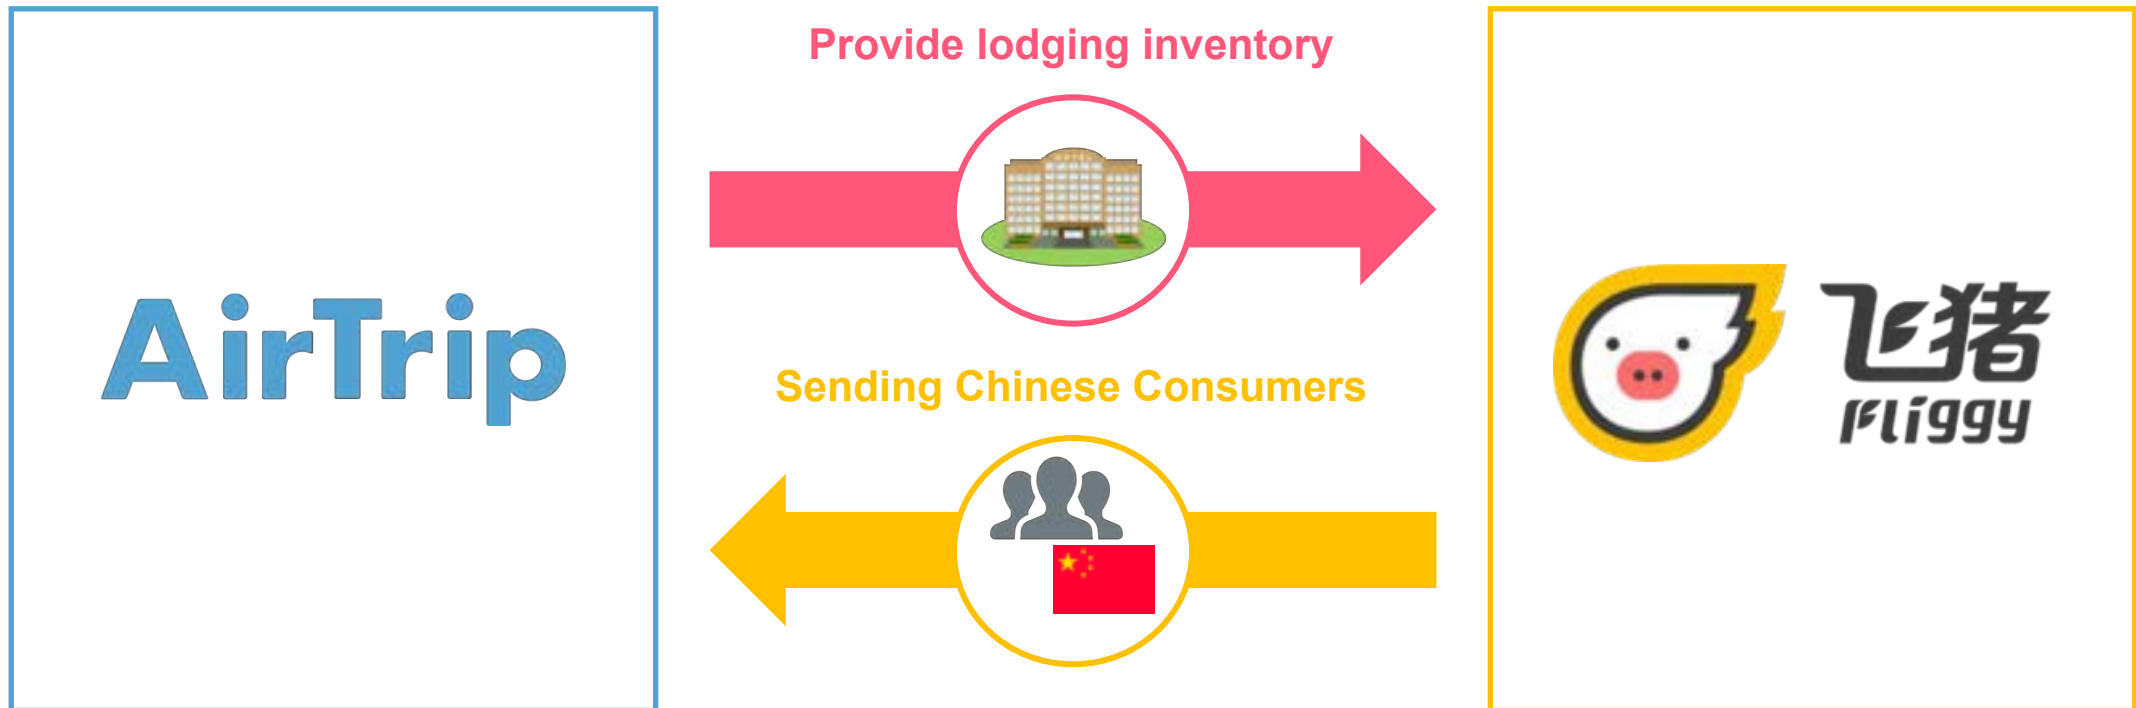 Provide lodging inventory
AirTrip
飞猪
Fliggy
Sending Chinese Consumers